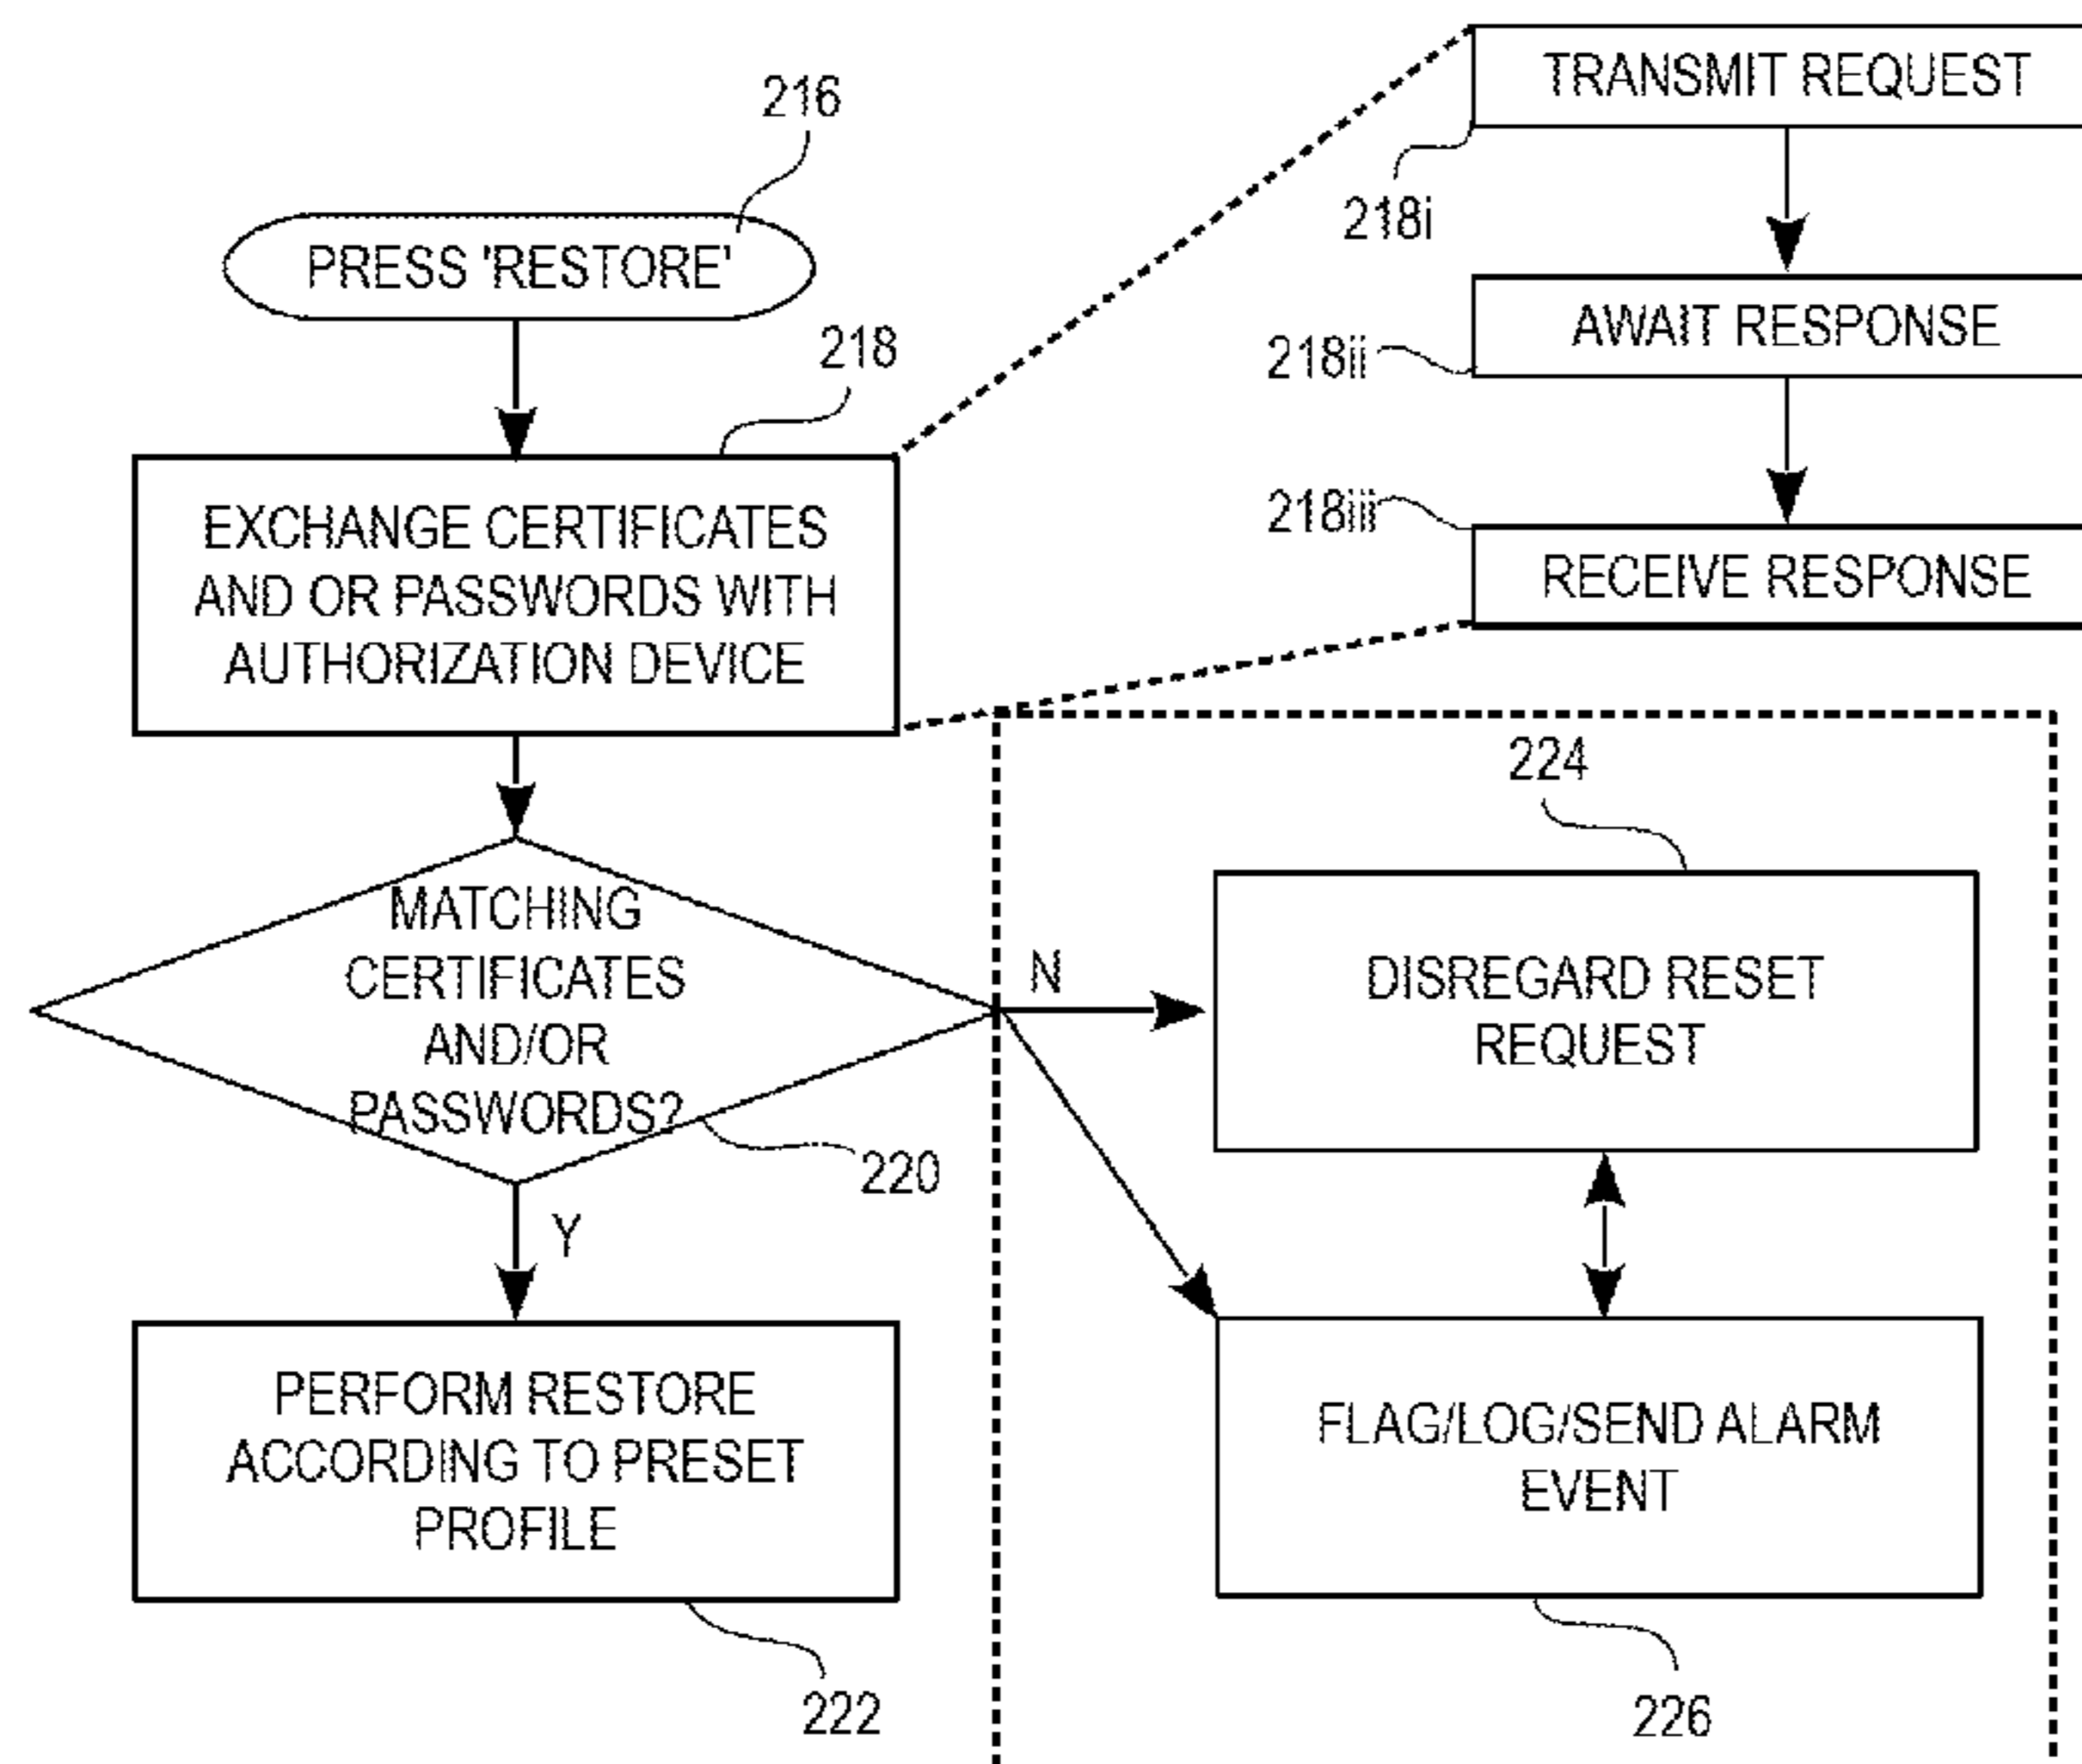 216
PRESS 'RESTORE'
218
EXCHANGE CERTIFICATES
AND OR PASSWORDS WITH
AUTHORIZATION DEVICE
TRANSMIT REQUEST
218i
AWAIT RESPONSE
218ii
218iii
RECEIVE RESPONSE
MATCHING
CERTIFICATES
AND/OR
PASSWORDS?
220
N
Y
224
DISREGARD RESET
REQUEST
PERFORM RESTORE
ACCORDING TO PRESET
PROFILE
222
FLAG/LOG/SEND ALARM
EVENT
226